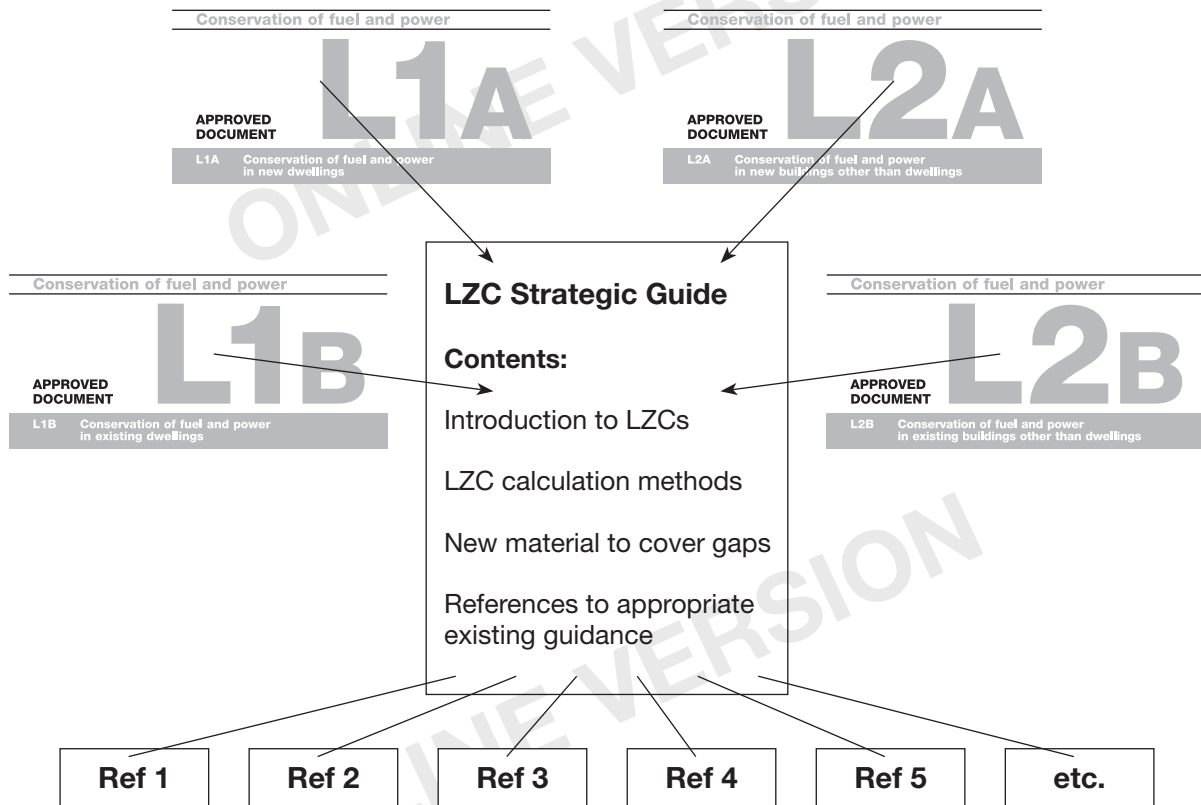 Conservation of fuel and power
L1A
APPROVED
DOCUMENT
L1A Conservation of fuel and power
in new dwellings
Conservation of fuel and power
L2A
APPROVED
DOCUMENT
L2A Conservation of fuel and power
in new buildings other than dwellings
ONLINE VERSION
Conservation of fuel and power
L1B
APPROVED
DOCUMENT
L1B Conservation of fuel and power
in existing dwellings
LZC Strategic Guide
Contents:
Introduction to LZCs
LZC calculation methods
New material to cover gaps
References to appropriate
existing guidance
Conservation of fuel and power
L2B
APPROVED
DOCUMENT
L2B Conservation of fuel and power
in existing buildings other than dwellings
ONLINE VERSION
Ref 1
Ref 2
Ref 3
Ref 4
Ref 5
etc.